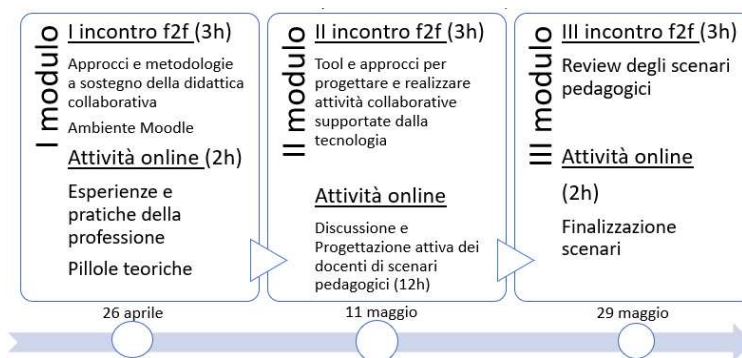 I modulo
I incontro f2f (3h)
Approcci e metodologie
a sostegno della didattica
collaborativa
Ambiente Moodle
Attività online (2h)
Esperienze e
pratiche della
professione
Pillole teoriche
II modulo
II incontro f2f (3h)
Tool e approcci per
progettare e realizzare
attività collaborative
supportate dalla
tecnologia
Attività online
Discussione e
Progettazione attiva dei
docenti di scenari
pedagogici (12h)
III modulo
III incontro f2f (3h)
Review degli scenari
pedagogici
Attività online
(2h)
Finalizzazione
scenari
26 aprile
11 maggio
29 maggio